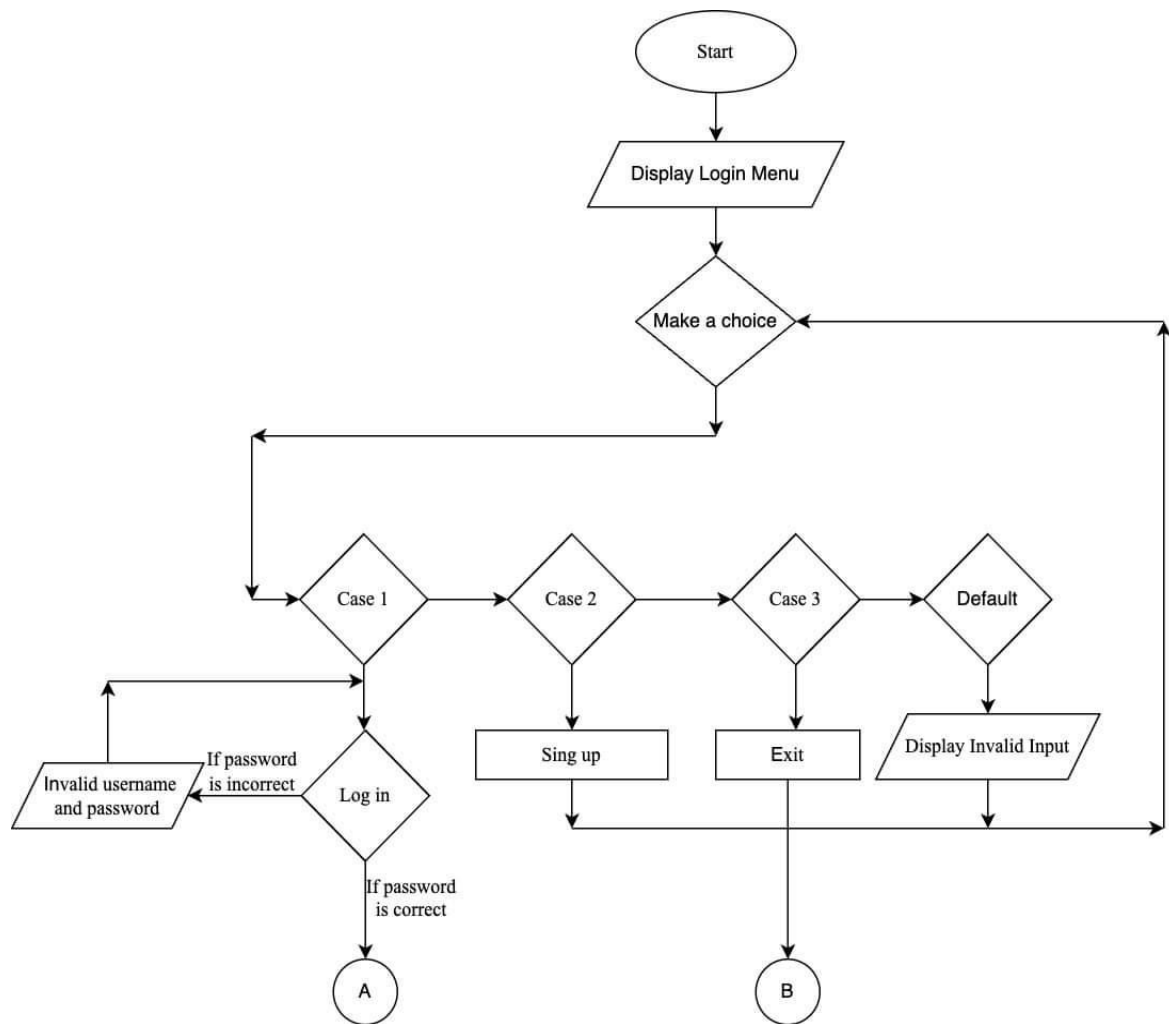 Start
Display Login Menu
Make a choice
Case 1
Case 2
Case 3
Default
Sing up
Exit
Display Invalid Input
If password
is incorrect
Invalid username
and password
Log in
If password
is correct
A
B